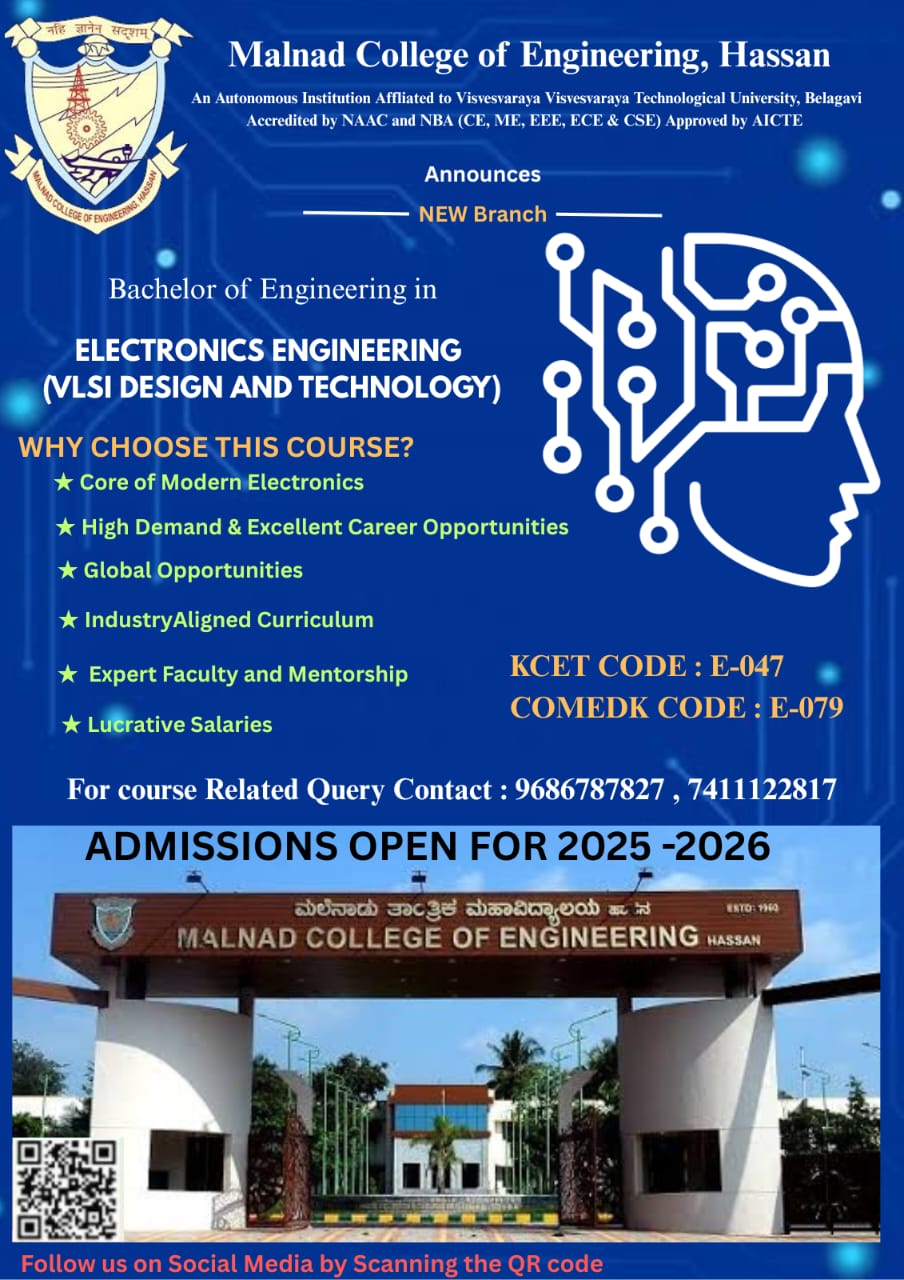 नहि ज्ञानेन सदृशम्
MALNAD COLLEGE OF ENGINEERING, HASSAN
Malnad College of Engineering, Hassan
An Autonomous Institution Affliated to Visvesvaraya Visvesvaraya Technological University, Belagavi
Accredited by NAAC and NBA (CE, ME, EEE, ECE & CSE) Approved by AICTE
Announces
NEW Branch
Bachelor of Engineering in
ELECTRONICS ENGINEERING
(VLSI DESIGN AND TECHNOLOGY)
WHY CHOOSE THIS COURSE?
★ Core of Modern Electronics
★ High Demand & Excellent Career Opportunities
★ Global Opportunities
★ IndustryAligned Curriculum
★ Expert Faculty and Mentorship
★ Lucrative Salaries
KCET CODE : E-047
COMEDK CODE : E-079
For course Related Query Contact : 9686787827 , 7411122817
ADMISSIONS OPEN FOR 2025 -2026
ಮಲೆನಾಡು ತಾಂತ್ರಿಕ ಮಹಾವಿದ್ಯಾಲಯ
ESTD: 1960
MALNAD COLLEGE OF ENGINEERING HASSAN
Follow us on Social Media by Scanning the QR code